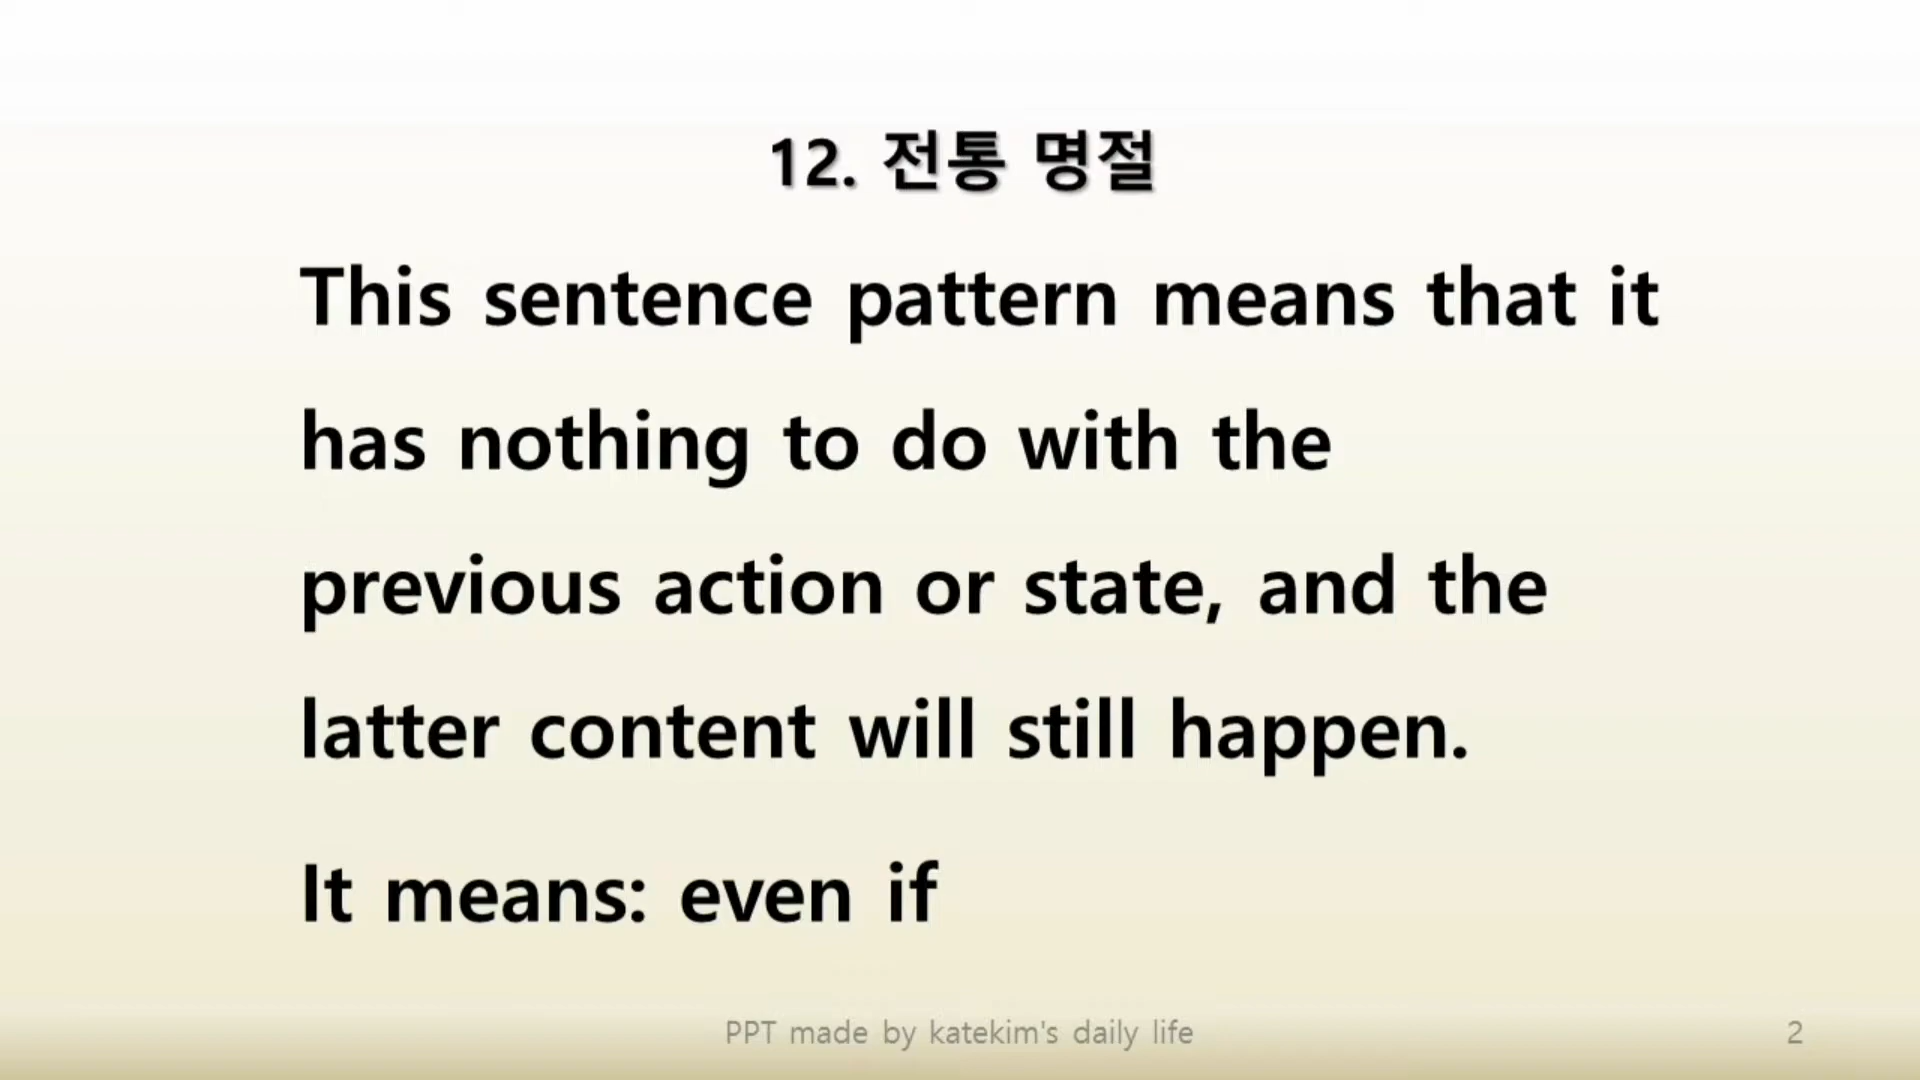 12. 전통 명절
This sentence pattern means that it
has nothing to do with the
previous action or state, and the
latter content will still happen.
It means: even if
PPT made by katekim's daily life
2